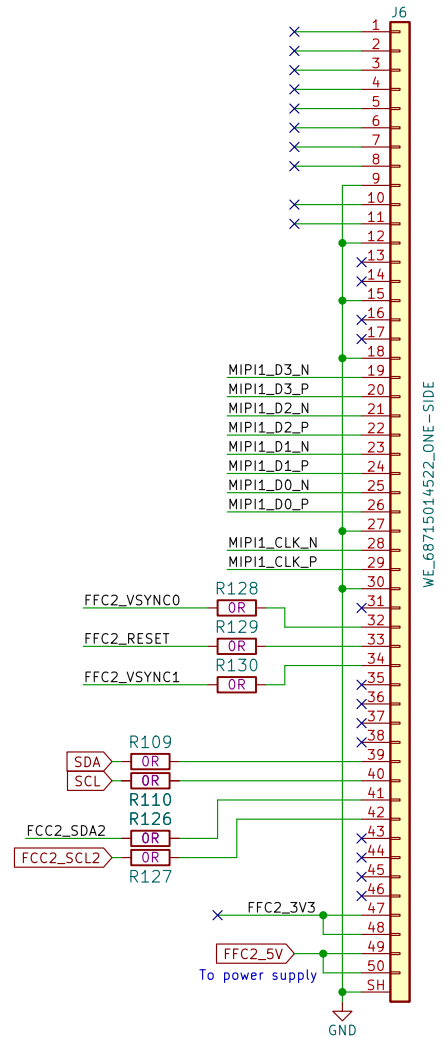 J6
1
2
3
4
5
6
7
8
9
10
11
12
13
14
15
16
17
18
MIPI1_D3_N 19
MIPI1_D3_P 20
MIPI1_D2_N 21
MIPI1_D2_P 22
MIPI1_D1_N 23
MIPI1_D1_P 24
MIPI1_D0_N 25
MIPI1_D0_P 26
27
MIPI1_CLK_N 28
MIPI1_CLK_P 29
30
WE_68715014522_ONE-SIDE
R128
FFC2_VSYNC0 0R 31
32
R129
FFC2_RESET 0R 33
R130
34
FFC2_VSYNC1 0R 35
36
37
38
R109
SDA 0R 39
SCL 0R 40
R110
41
R126
42
FCC2_SDA2 0R 43
FCC2_SCL2 0R 44
R127
45
46
FFC2_3V3 47
48
FFC2_5V 49
To power supply 50
SH
GND